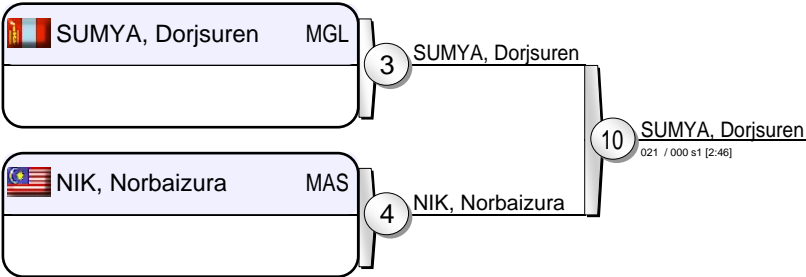 SUMYA, Dorjsuren MGL
3
SUMYA, Dorjsuren
10
SUMYA, Dorjsuren
021 / 000 s1 [2:46]
NIK, Norbaizura MAS
4
NIK, Norbaizura